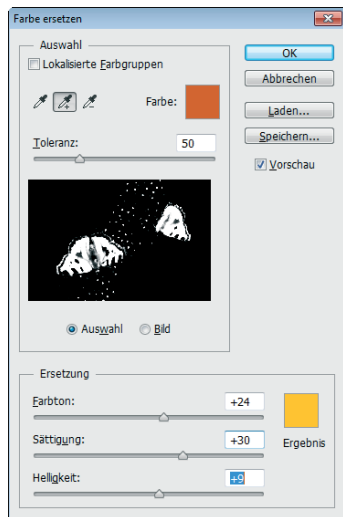 Farbe ersetzen
Auswahl
Lokalisierte Farbgruppen
Farbe:
Toleranz: 50
Auswahl Bild
OK
Abbrechen
Laden...
Speichern...
Vorschau
Ersetzung
Farbton: +24
Sättigung: +30
Ergebnis
Helligkeit: +9